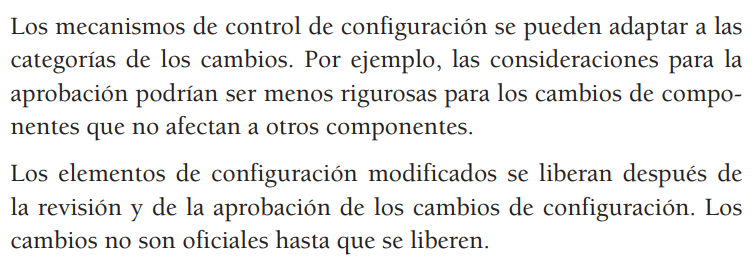 Los mecanismos de control de configuración se pueden adaptar a las
categorías de los cambios. Por ejemplo, las consideraciones para la
aprobación podrían ser menos rigurosas para los cambios de compo-
nentes que no afectan a otros componentes.
Los elementos de configuración modificados se liberan después de
la revisión y de la aprobación de los cambios de configuración. Los
cambios no son oficiales hasta que se liberen.